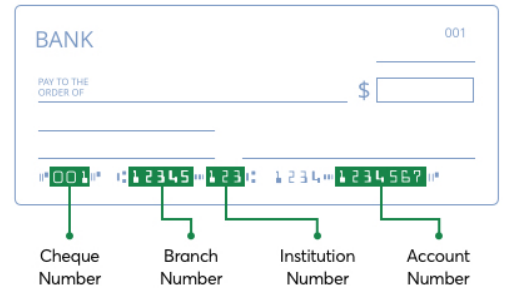 BANK
001
PAY TO THE
ORDER OF
$
⑈001⑈ ⑆12345⑉123⑆ 1234⑉1234567⑈
Cheque Number
Branch Number
Institution Number
Account Number